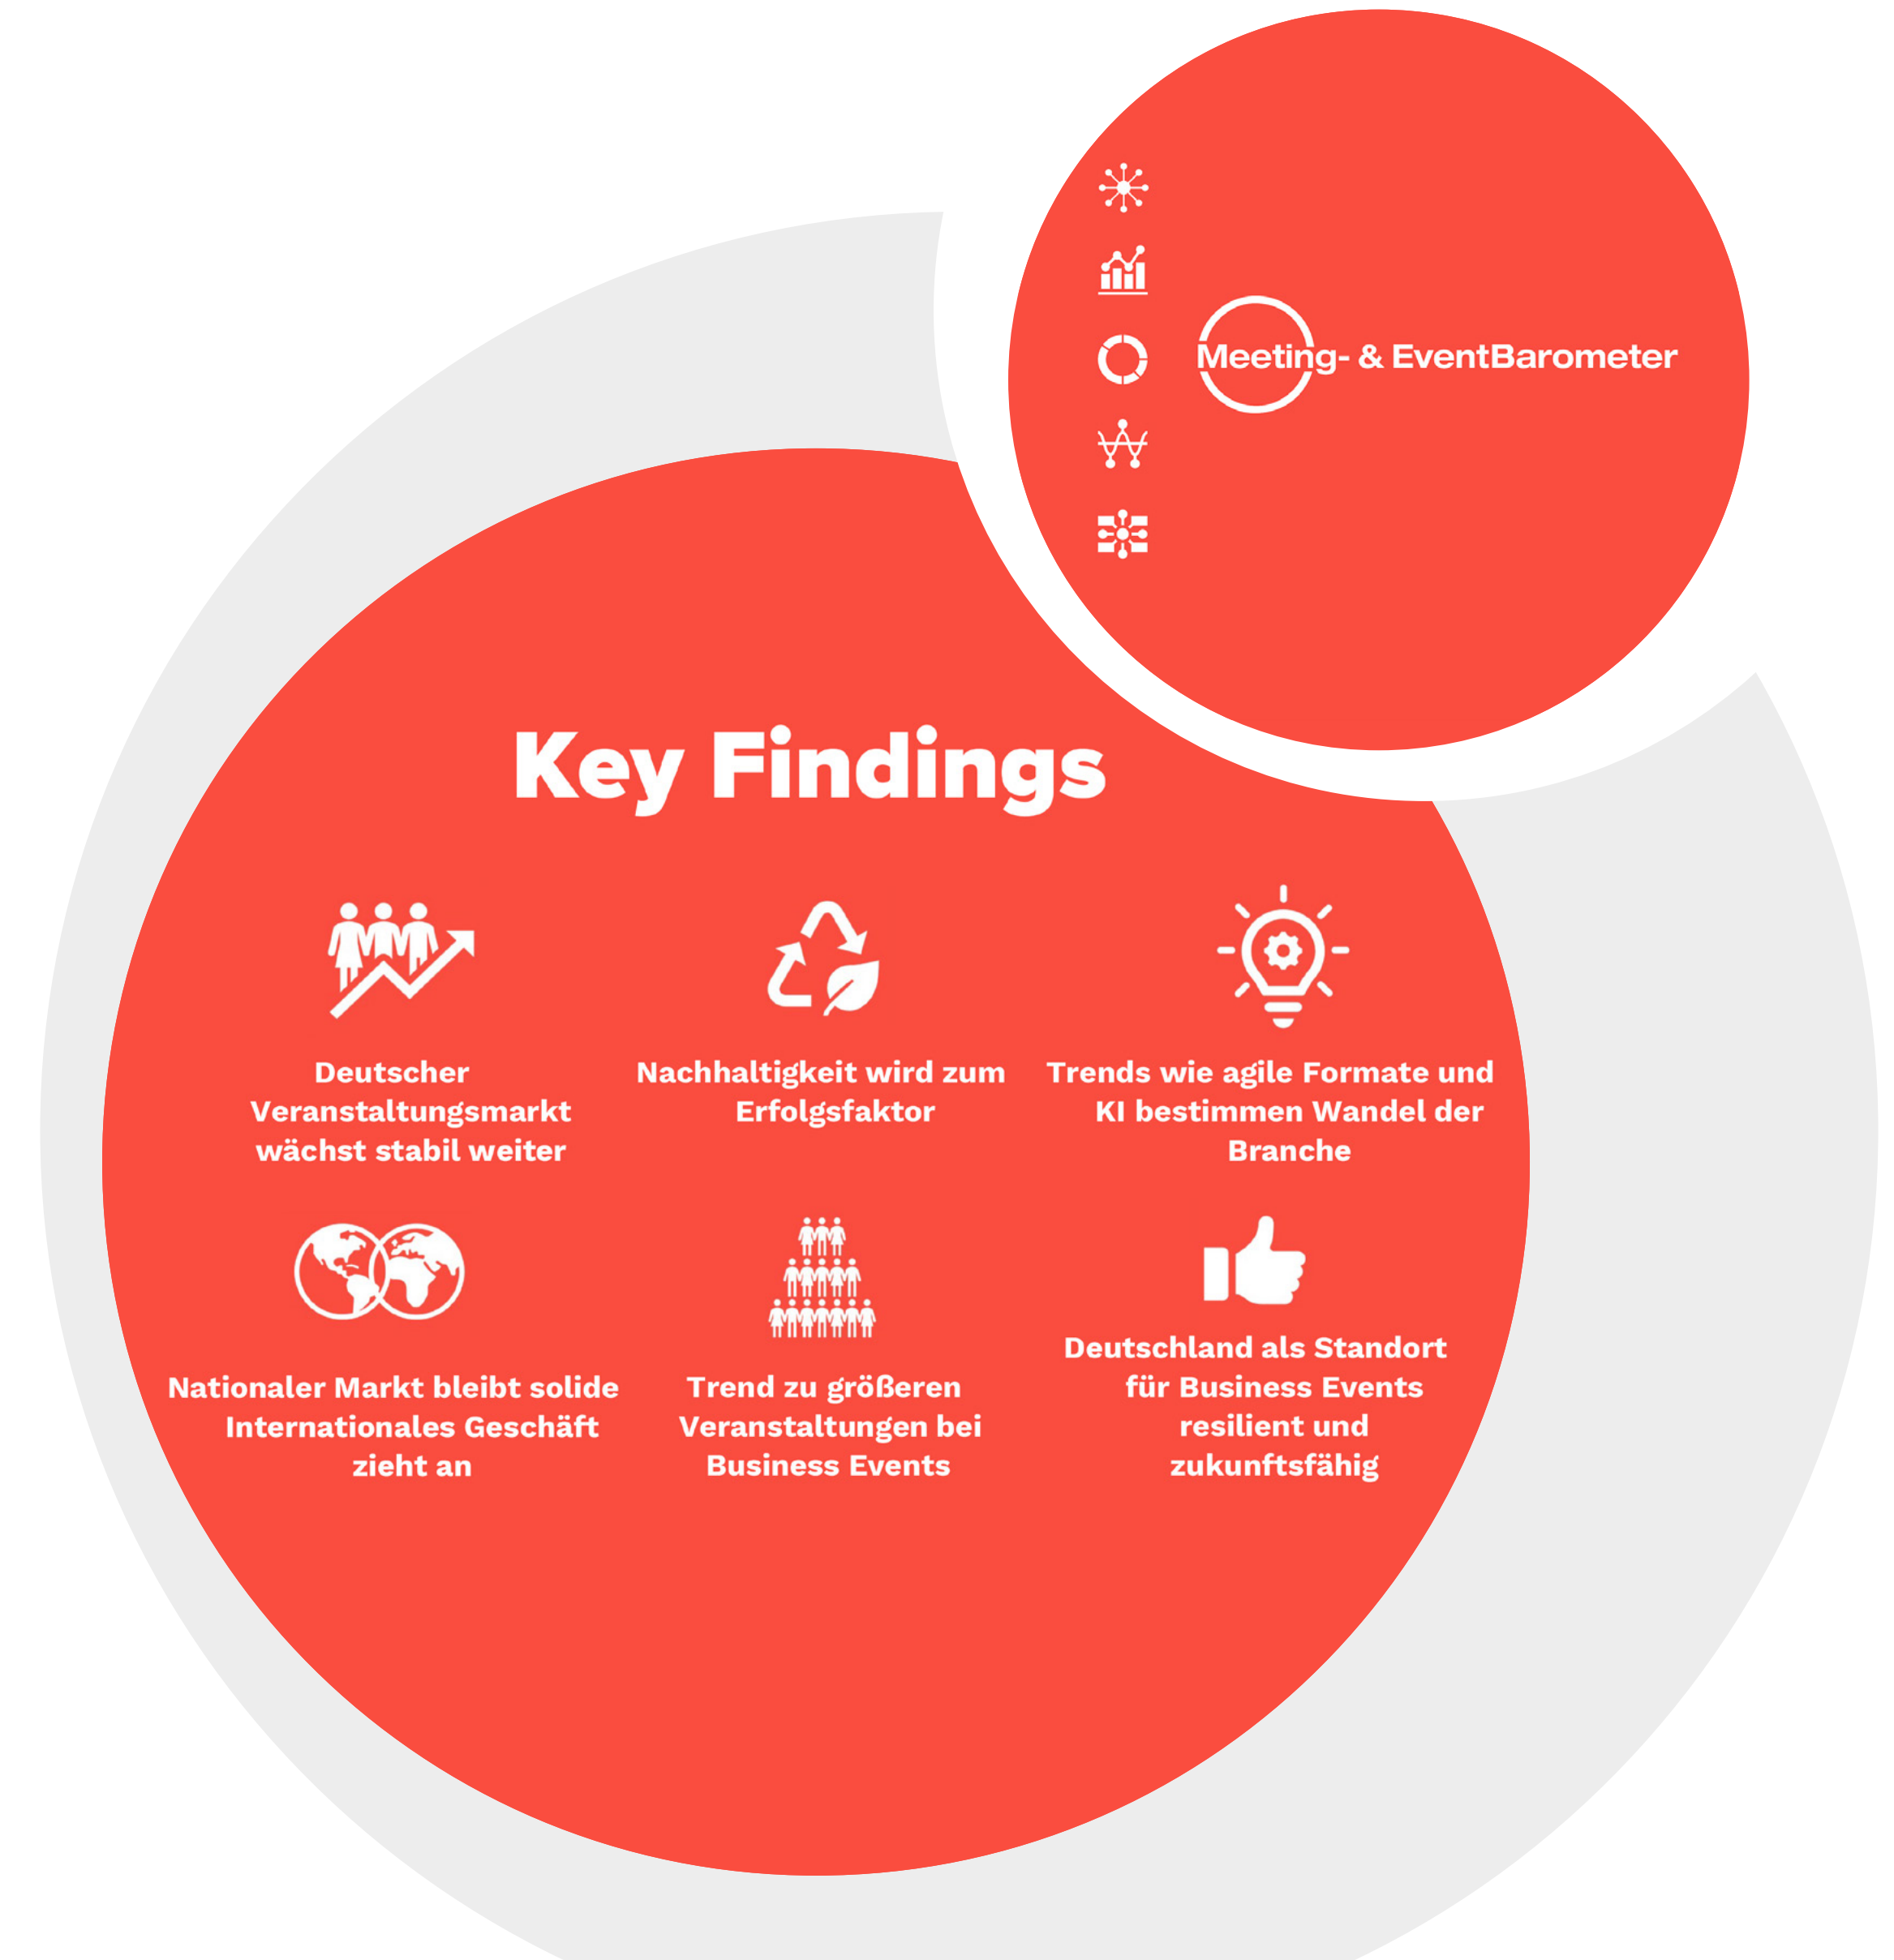 Meeting- & EventBarometer
Key Findings
Deutscher
Veranstaltungsmarkt
wächst stabil weiter
Nachhaltigkeit wird zum
Erfolgsfaktor
Trends wie agile Formate und
KI bestimmen Wandel der
Branche
Nationaler Markt bleibt solide
Internationales Geschäft
zieht an
Trend zu größeren
Veranstaltungen bei
Business Events
Deutschland als Standort
für Business Events
resilient und
zukunftsfähig